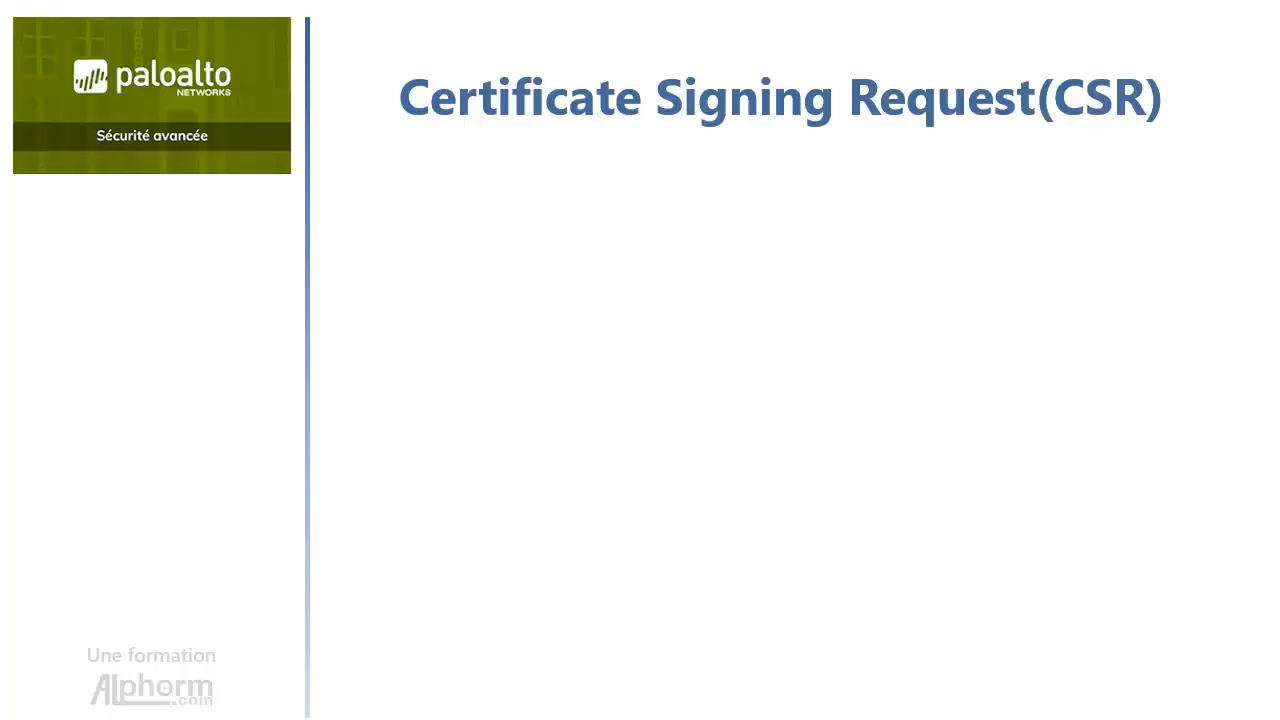 paloalto
NETWORKS
Sécurité avancée
Certificate Signing Request(CSR)
Une formation
Alphorm
.com